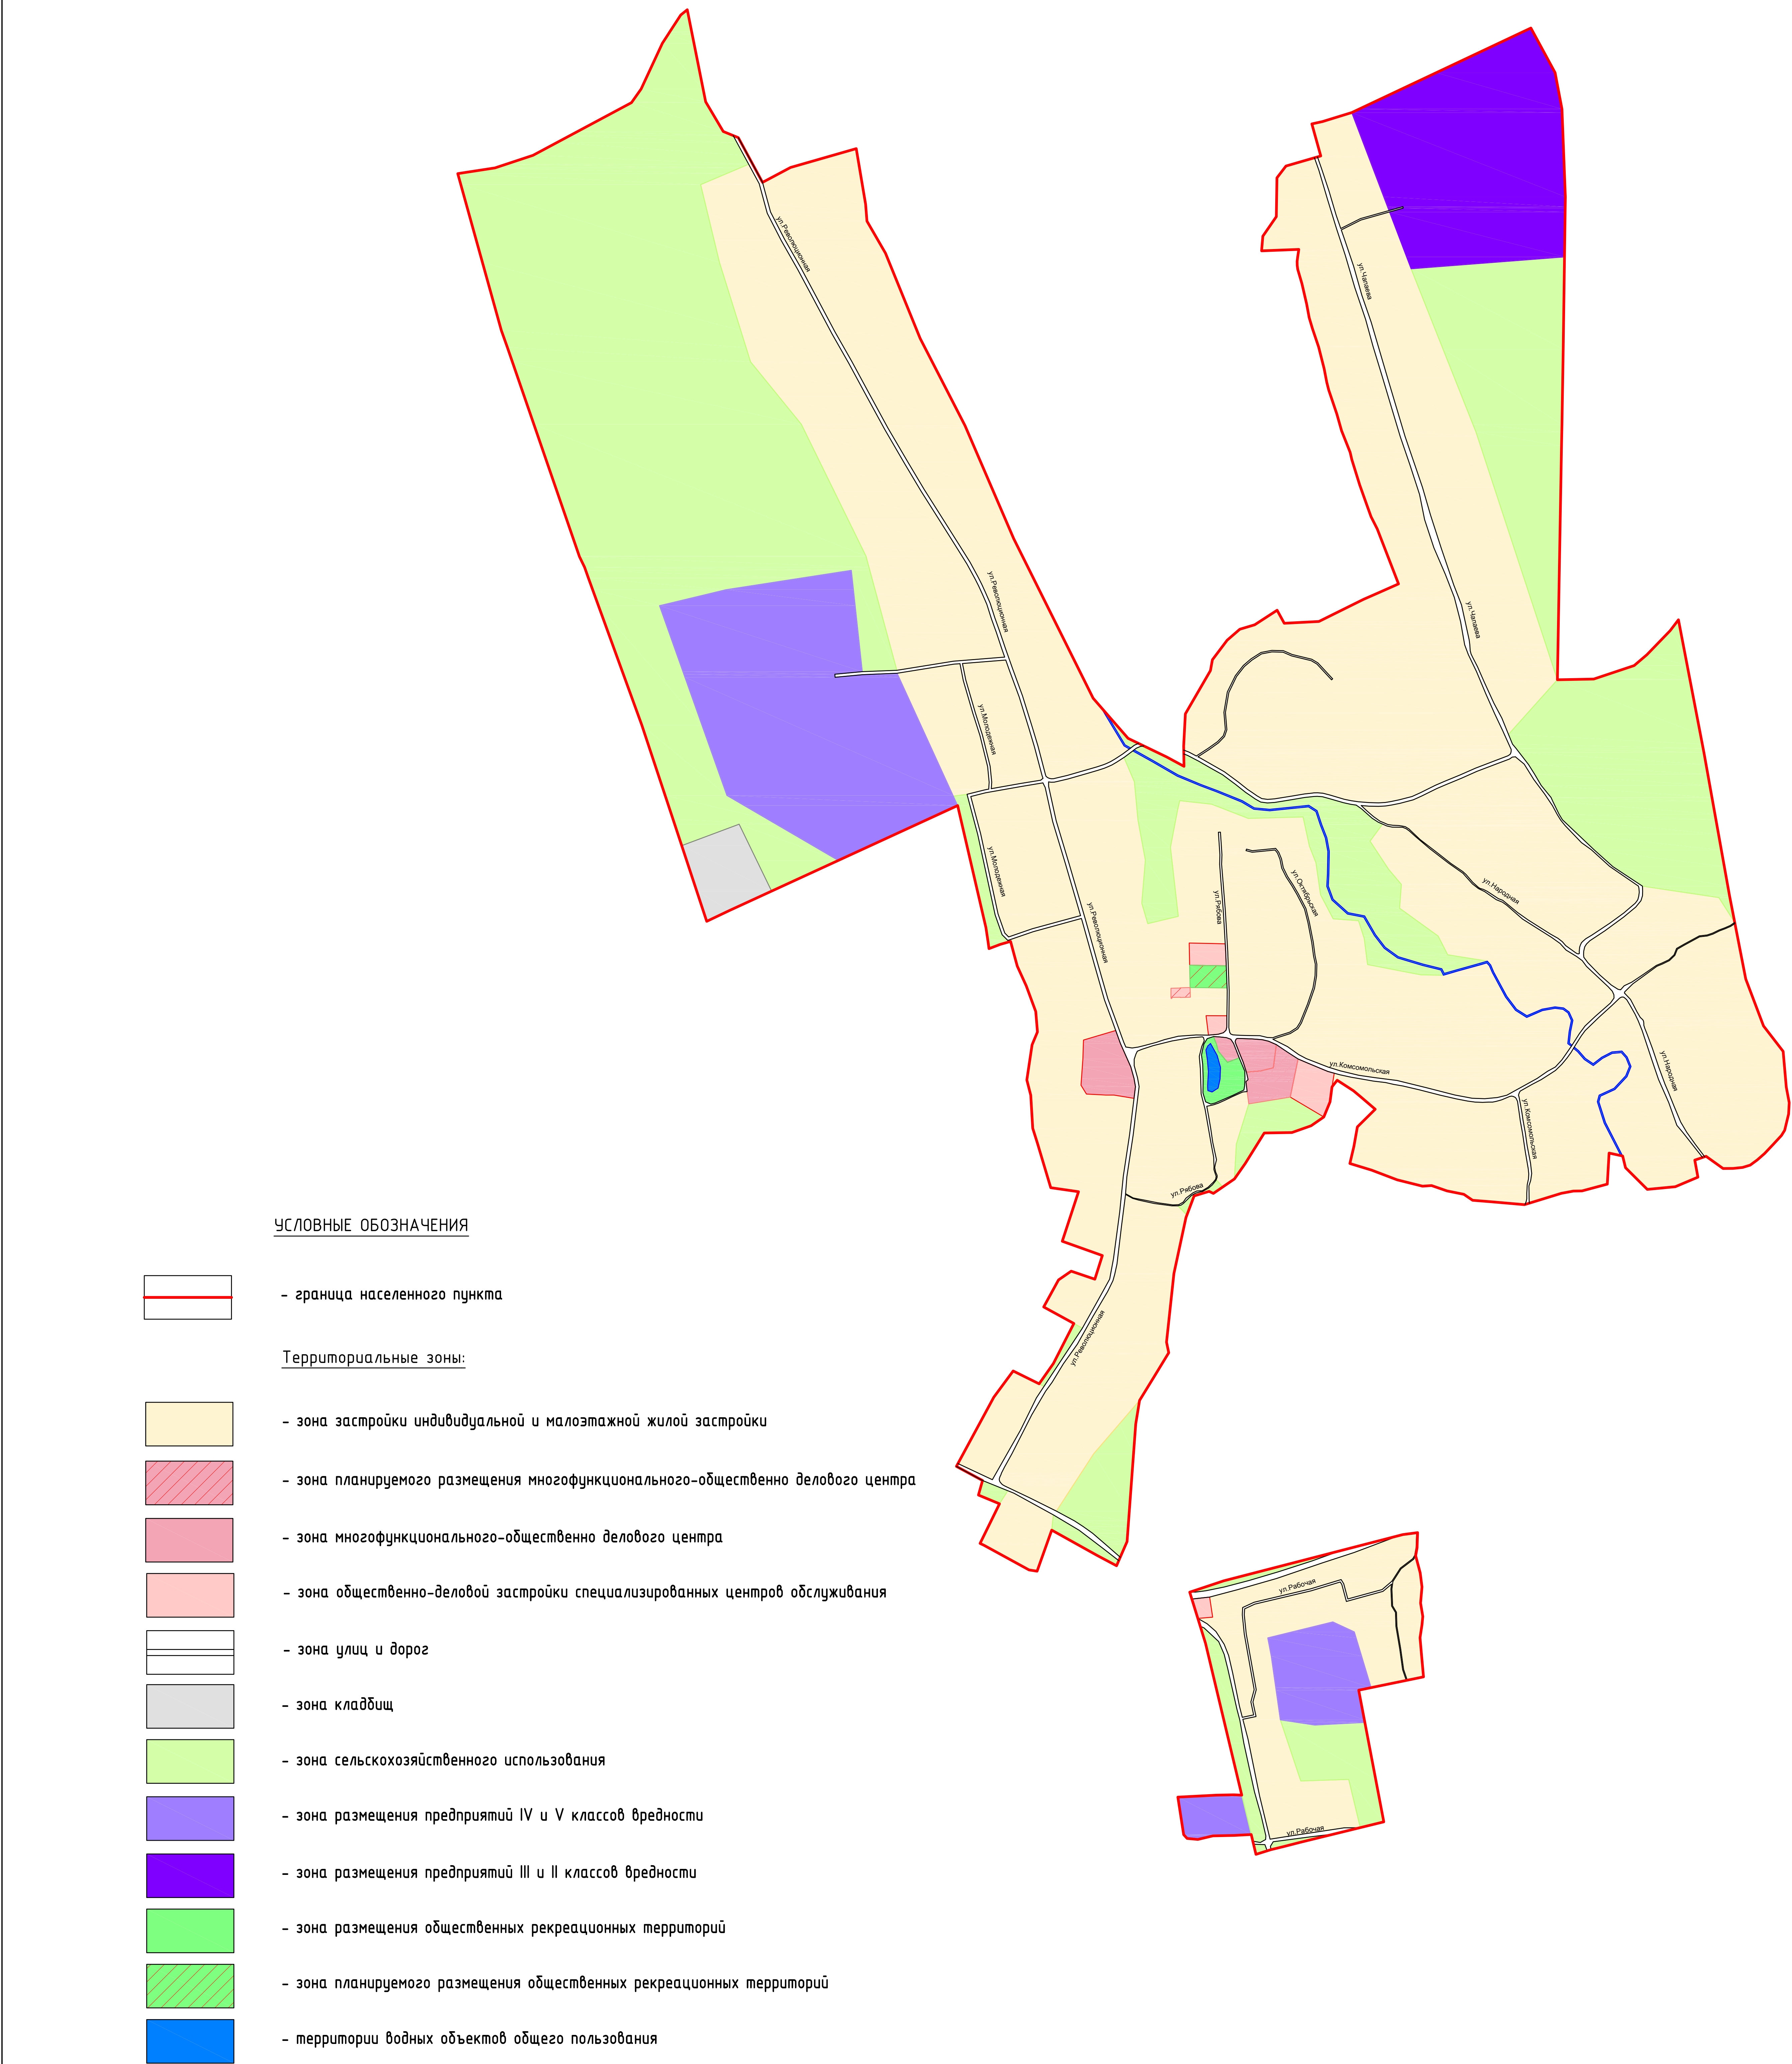 ул.Революционная
ул.Чапаева
ул.Революционная
ул.Чапаева
ул.Молодежная
ул.Молодежная
ул.Революционная
ул.Рябова
ул.Октябрьская
ул.Народная
ул.Комсомольская
ул.Народная
ул.Комсомольская
ул.Рябова
ул.Революционная
ул.Рабочая
ул.Рабочая
УСЛОВНЫЕ ОБОЗНАЧЕНИЯ
- граница населенного пункта
Территориальные зоны:
- зона застройки индивидуальной и малоэтажной жилой застройки
- зона планируемого размещения многофункционального-общественно делового центра
- зона многофункционального-общественно делового центра
- зона общественно-деловой застройки специализированных центров обслуживания
- зона улиц и дорог
- зона кладбищ
- зона сельскохозяйственного использования
- зона размещения предприятий IV и V классов вредности
- зона размещения предприятий III и II классов вредности
- зона размещения общественных рекреационных территорий
- зона планируемого размещения общественных рекреационных территорий
- территории водных объектов общего пользования